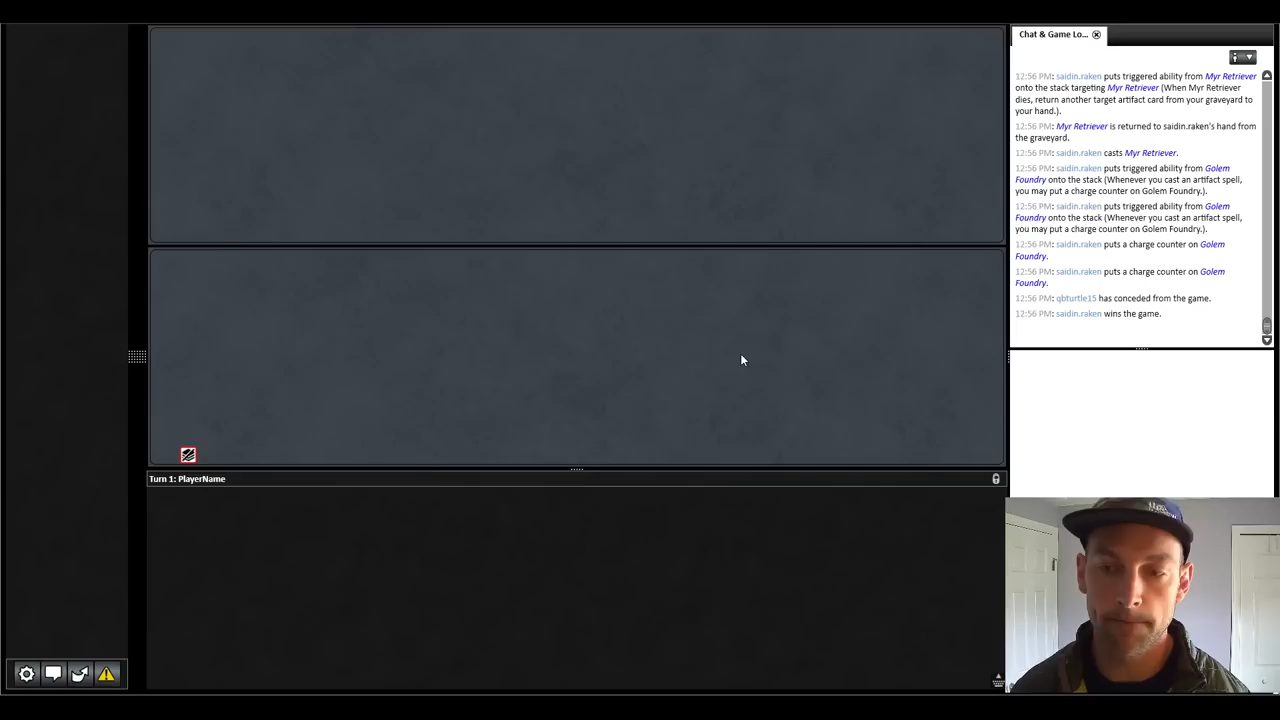 Chat & Game Lo...
12:56 PM: saidin.raken puts triggered ability from Myr Retriever
onto the stack targeting Myr Retriever (When Myr Retriever
dies, return another target artifact card from your graveyard to
your hand.).
12:56 PM: Myr Retriever is returned to saidin.raken's hand from
the graveyard.
12:56 PM: saidin.raken casts Myr Retriever.
12:56 PM: saidin.raken puts triggered ability from Golem
Foundry onto the stack (Whenever you cast an artifact spell,
you may put a charge counter on Golem Foundry.).
12:56 PM: saidin.raken puts triggered ability from Golem
Foundry onto the stack (Whenever you cast an artifact spell,
you may put a charge counter on Golem Foundry.).
12:56 PM: saidin.raken puts a charge counter on Golem
Foundry.
12:56 PM: saidin.raken puts a charge counter on Golem
Foundry.
12:56 PM: qbturtle15 has conceded from the game.
12:56 PM: saidin.raken wins the game.
Turn 1: PlayerName